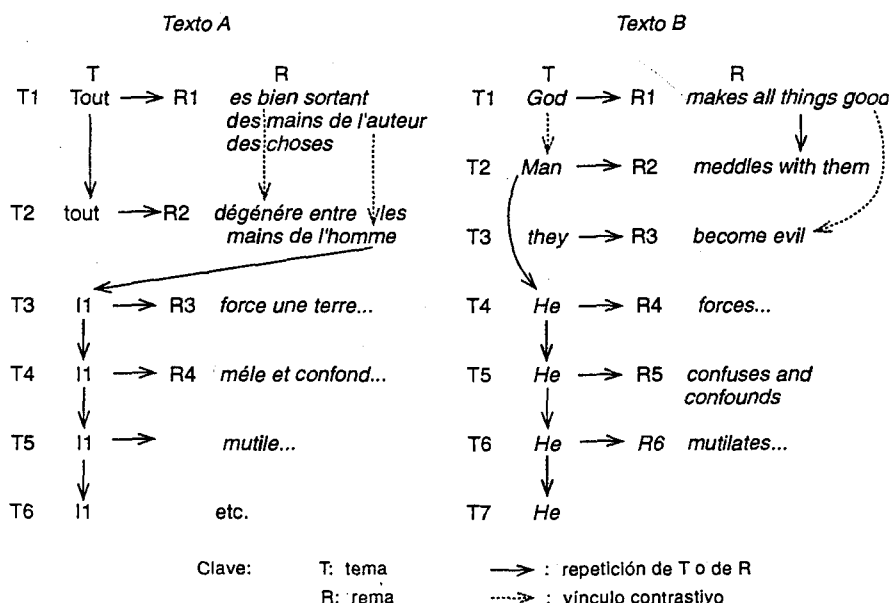 Texto A
T R
T1 Tout R1 es bien sortant
des mains de l'auteur
des choses
T2 tout R2 dégénére entre les
mains de l'homme
T3 I1 R3 force une terre...
T4 I1 R4 méle et confond...
T5 I1 mutile...
T6 I1 etc.
Texto B
T R
T1 God R1 makes all things good
T2 Man R2 meddles with them
T3 they R3 become evil
T4 He R4 forces...
T5 He R5 confuses and
confounds
T6 He R6 mutilates...
T7 He
Clave: T: tema : repetición de T o de R
R: rema : vínculo contrastivo